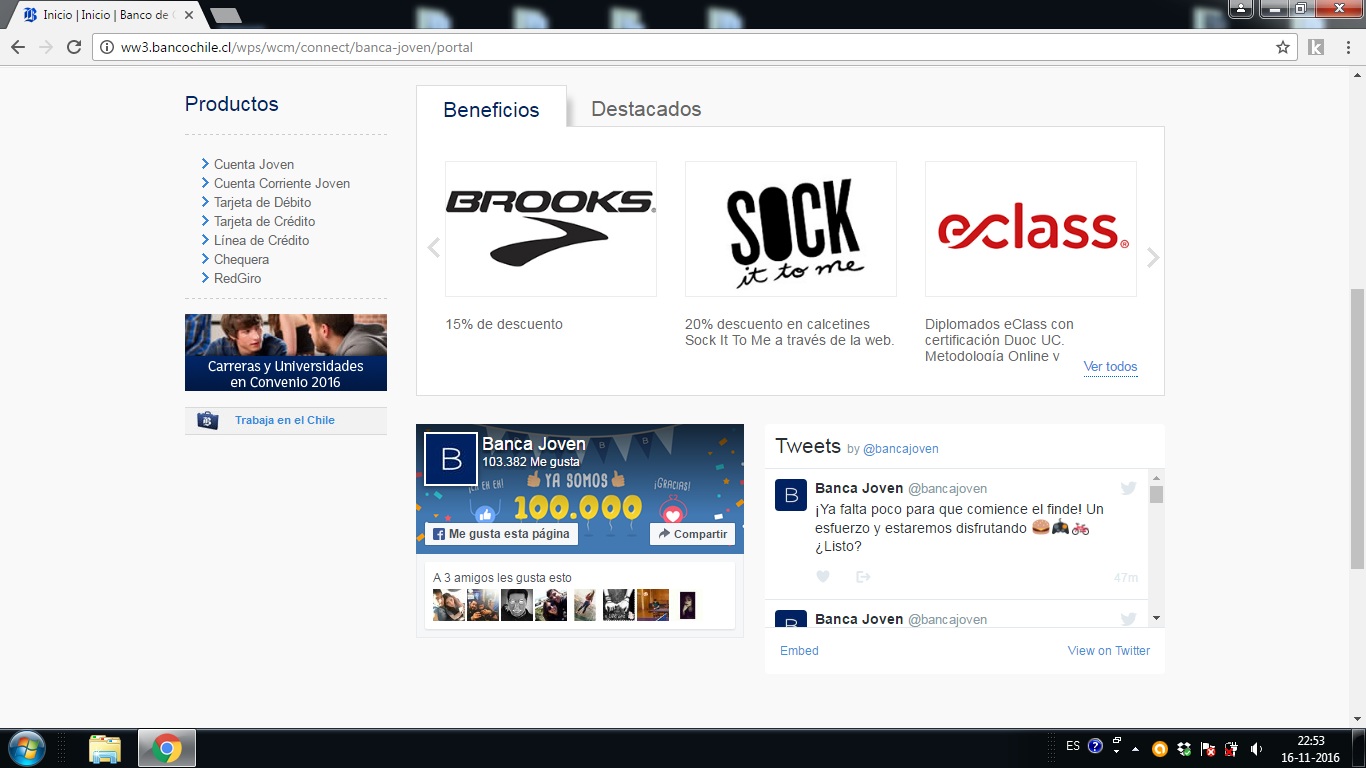 Inicio | Inicio | Banco de
ww3.bancochile.cl/wps/wcm/connect/banca-joven/portal
Productos
Cuenta Joven
Cuenta Corriente Joven
Tarjeta de Débito
Tarjeta de Crédito
Línea de Crédito
Chequera
RedGiro
Carreras y Universidades
en Convenio 2016
Trabaja en el Chile
Beneficios
Destacados
BROOKS
15% de descuento
SOCK
it to me
20% descuento en calcetines
Sock It To Me a través de la web.
eclass®
Diplomados eClass con
certificación Duoc UC.
Metodología Online y
Ver todos
B
Banca Joven
103.382 Me gusta
YA SOMOS
¡GRACIAS!
100.000
Me gusta esta página
Compartir
A 3 amigos les gusta esto
Tweets by @bancajoven
B
Banca Joven @bancajoven
¡Ya falta poco para que comience el finde! Un
esfuerzo y estaremos disfrutando 🍔🎮🚲
¿Listo?
47m
Banca Joven @bancajoven
Embed
View on Twitter
ES
22:53
16-11-2016